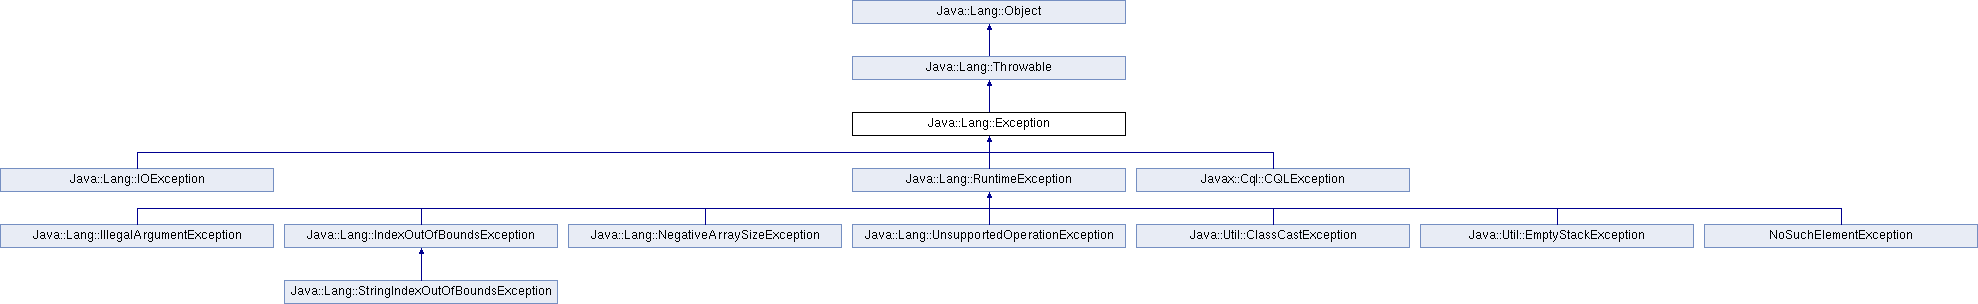 Java::Lang::Object
Java::Lang::Throwable
Java::Lang::Exception
Java::Lang::IOException
Java::Lang::RuntimeException
Javax::Cql::CQLException
Java::Lang::IllegalArgumentException
Java::Lang::IndexOutOfBoundsException
Java::Lang::NegativeArraySizeException
Java::Lang::UnsupportedOperationException
Java::Util::ClassCastException
Java::Util::EmptyStackException
NoSuchElementException
Java::Lang::StringIndexOutOfBoundsException